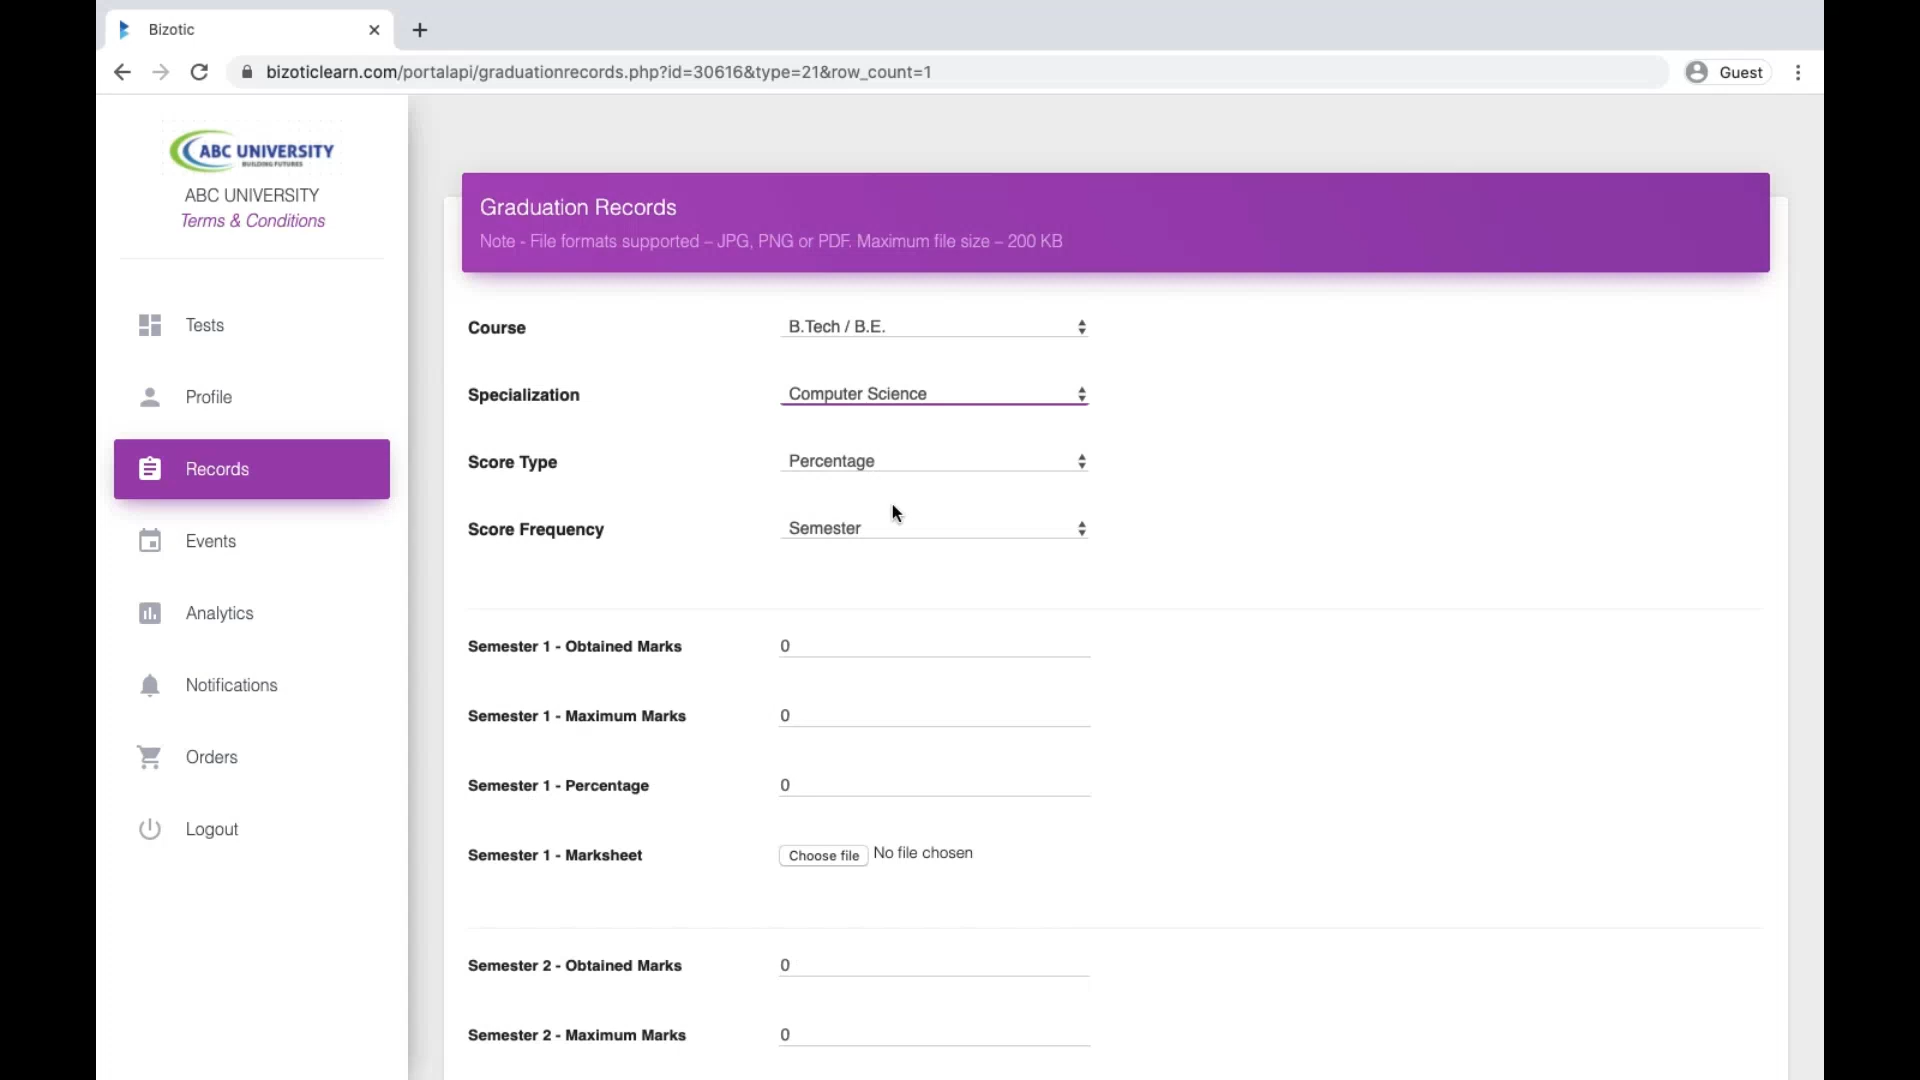 Bizotic
bizoticlearn.com/portalapi/graduationrecords.php?id=30616&type=21&row_count=1
Guest
ABC UNIVERSITY
BUILDING FUTURES
ABC UNIVERSITY
Terms & Conditions
Tests
Profile
Records
Events
Analytics
Notifications
Orders
Logout
Graduation Records
Note - File formats supported – JPG, PNG or PDF. Maximum file size – 200 KB
Course B.Tech / B.E.
Specialization Computer Science
Score Type Percentage
Score Frequency Semester
Semester 1 - Obtained Marks 0
Semester 1 - Maximum Marks 0
Semester 1 - Percentage 0
Semester 1 - Marksheet Choose file No file chosen
Semester 2 - Obtained Marks 0
Semester 2 - Maximum Marks 0